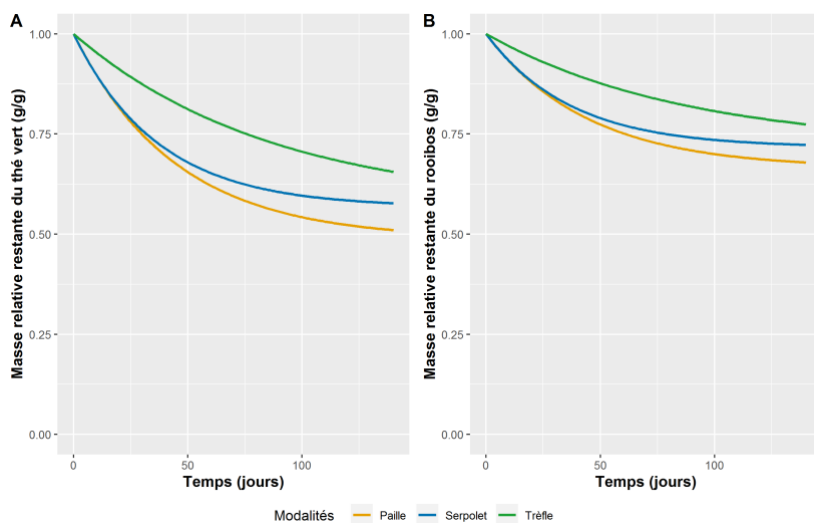 A
B
Masse relative restante du thé vert (g/g)
1.00
0.75
0.50
0.25
0.00
0
50
100
Temps (jours)
Masse relative restante du rooibos (g/g)
1.00
0.75
0.50
0.25
0.00
0
50
100
Temps (jours)
Modalités Paille Serpolet Trèfle